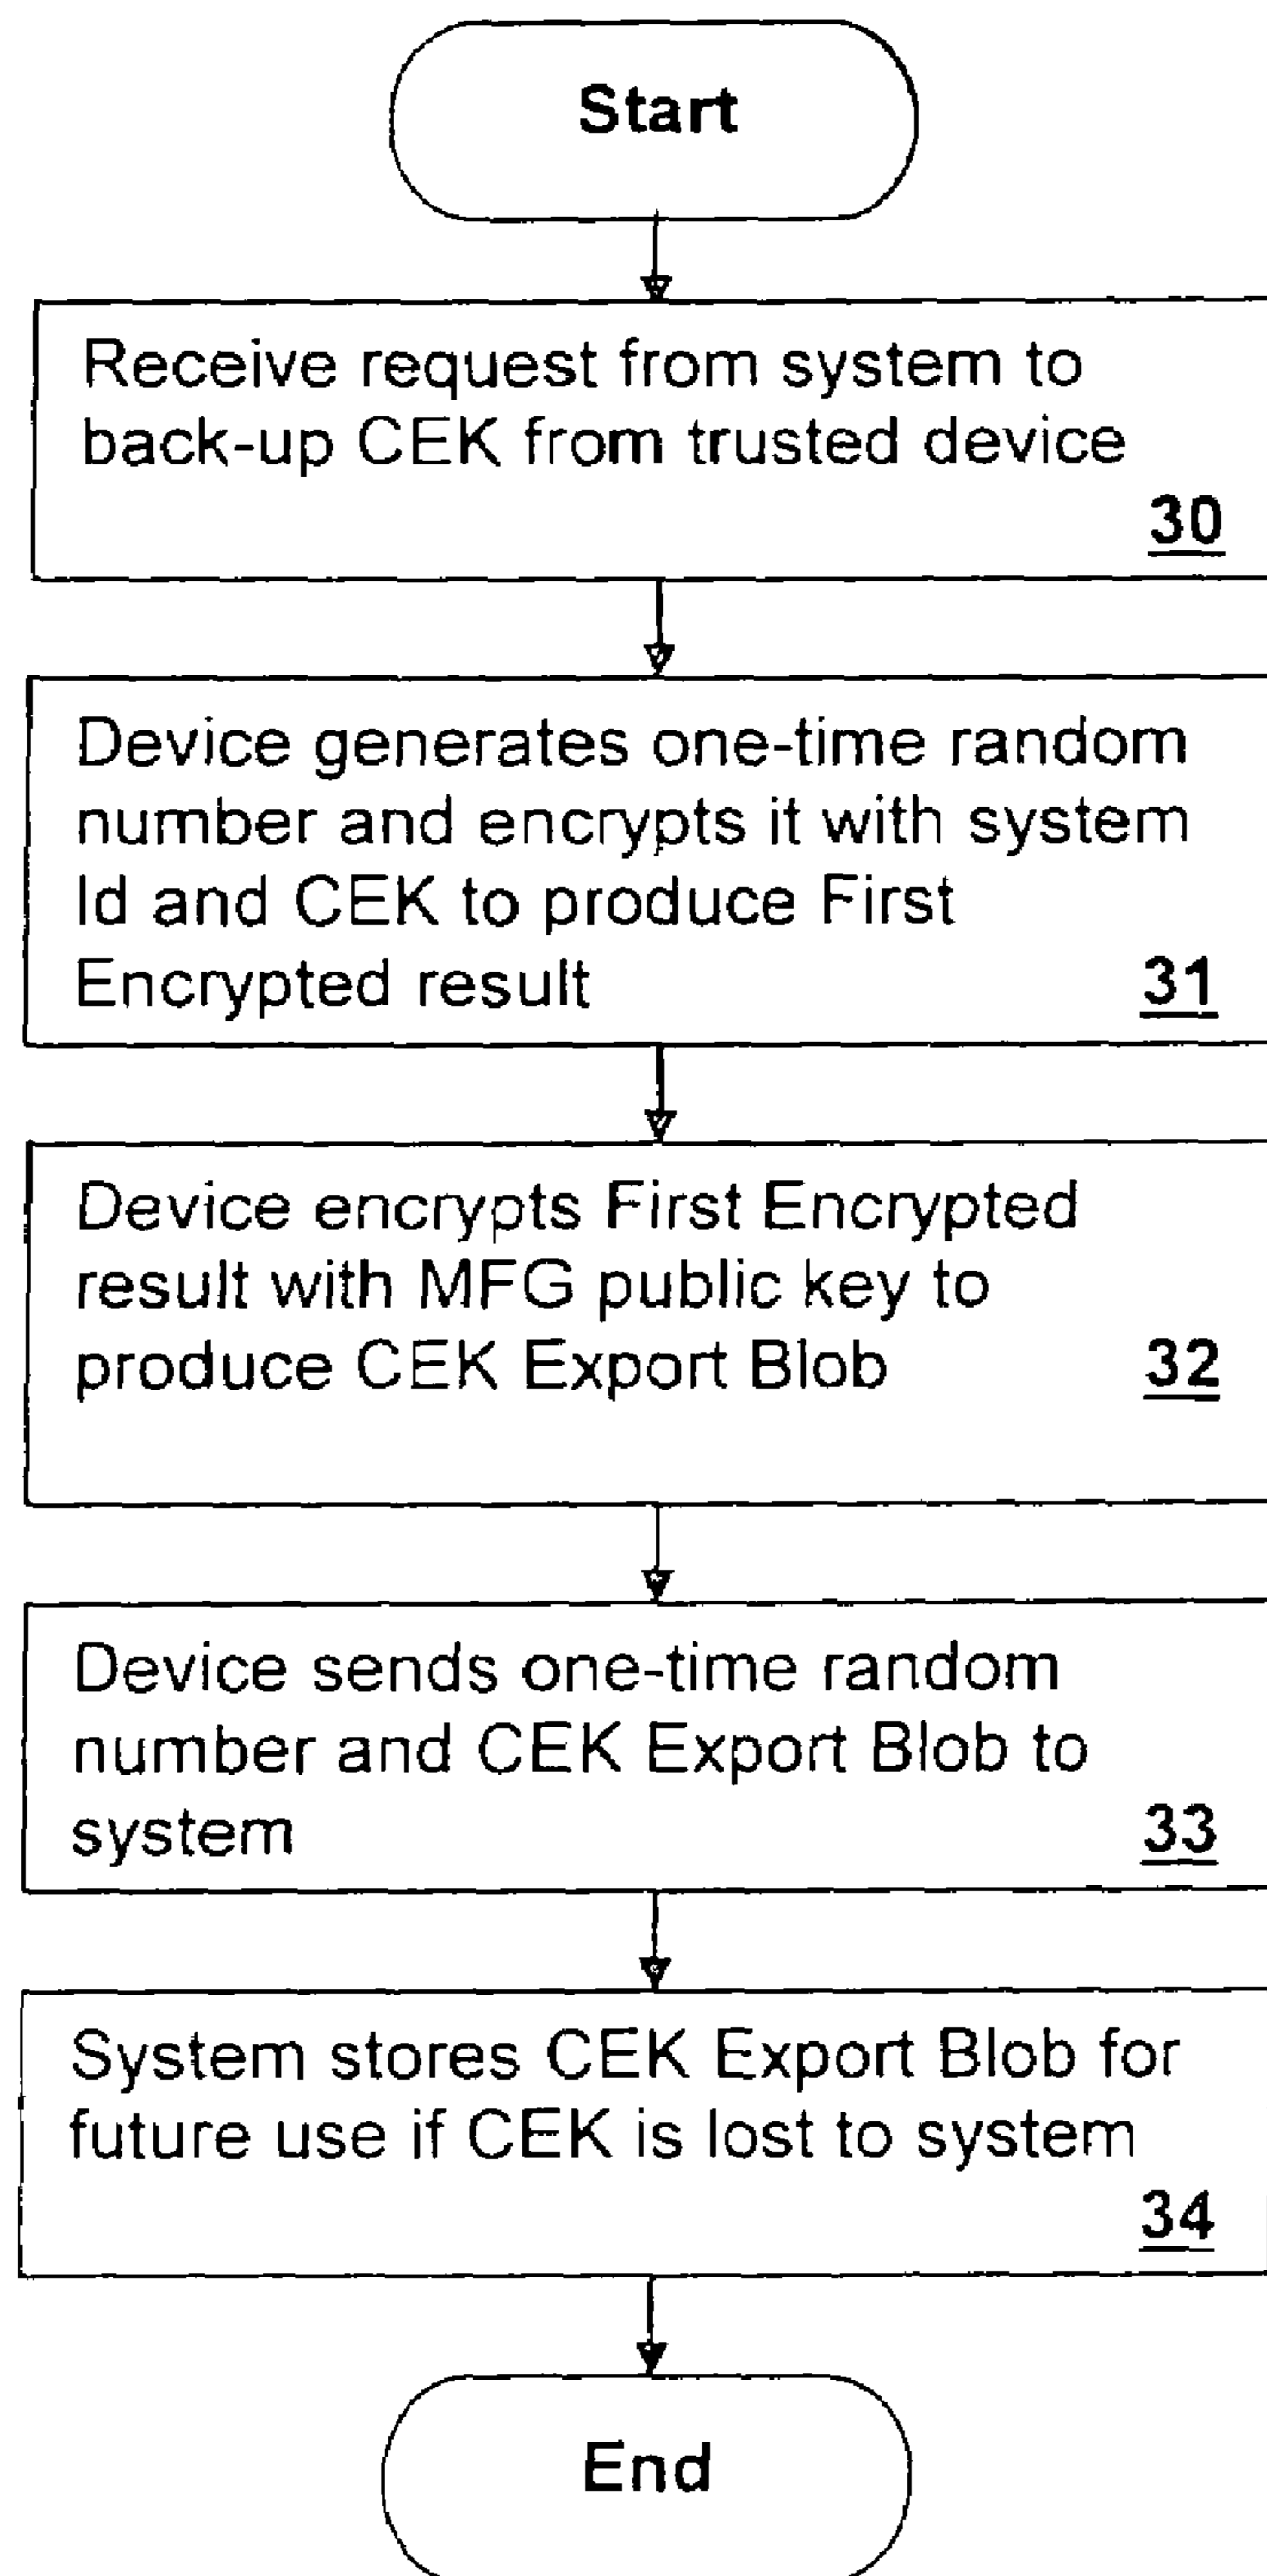 Start
Receive request from system to
back-up CEK from trusted device
30
Device generates one-time random
number and encrypts it with system
Id and CEK to produce First
Encrypted result 31
Device encrypts First Encrypted
result with MFG public key to
produce CEK Export Blob 32
Device sends one-time random
number and CEK Export Blob to
system 33
System stores CEK Export Blob for
future use if CEK is lost to system
34
End